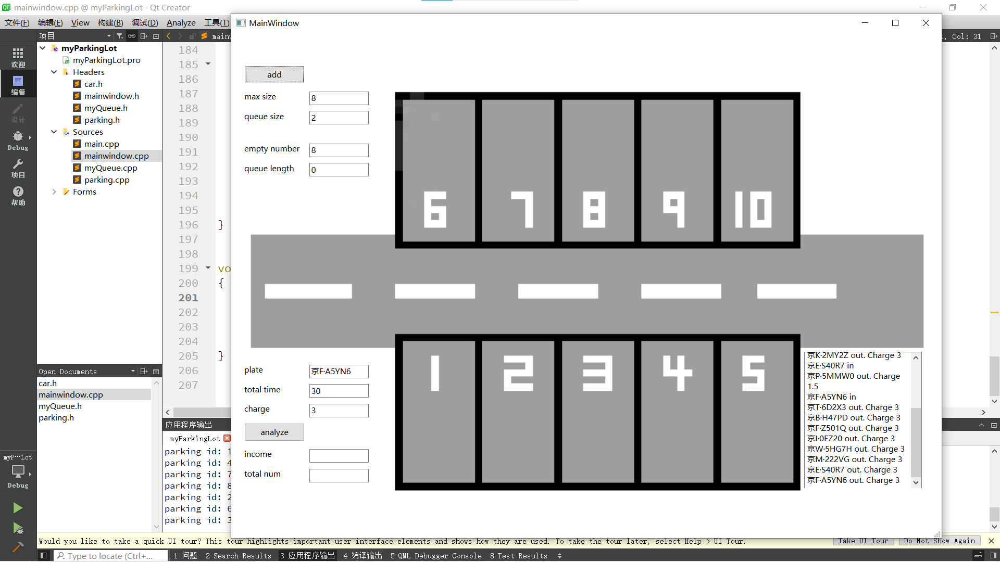 mainwindow.cpp @ myParkingLot - Qt Creator
文件(F) 编辑(E) View 构建(B) 调试(D) Analyze 工具(T)
MainWindow
项目
Col: 31
欢迎
编辑
设计
Debug
项目
帮助
myParkingLot
myParkingLot.pro
Headers
car.h
mainwindow.h
myQueue.h
parking.h
Sources
main.cpp
mainwindow.cpp
myQueue.cpp
parking.cpp
Forms
184
185
186
187
188
189
190
191
192
193
194
195
196 }
197
198
199 vo
200 {
201
202
203
204
205 }
206
207
add
max size 8
queue size 2
empty number 8
queue length 0
6 7 8 9 10
1 2 3 4 5
plate 京F·A5YN6
total time 30
charge 3
analyze
income
total num
京K·2MY2Z out. Charge 3
京E·S40R7 in
京P·5MMW0 out. Charge
1.5
京F·A5YN6 in
京T·6D2X3 out. Charge 3
京B·H47PD out. Charge 3
京F·Z501Q out. Charge 3
京I·0EZ20 out. Charge 3
京W·5HG7H out. Charge 3
京M·222VG out. Charge 3
京E·S40R7 out. Charge 3
京F·A5YN6 out. Charge 3
Open Documents
car.h
mainwindow.cpp
myQueue.h
parking.h
应用程序输出
myParkingLot
parking id: 1
parking id: 4
parking id: 7
parking id: 8
parking id: 2
parking id: 6
parking id: 3
myP···Lot
Debug
Would you like to take a quick UI tour? This tour highlights important user interface elements and shows how they are used. To take the tour later, select Help > UI Tour.
Take UI Tour
Do Not Show Again
Type to locate (Ctrl+...
1 问题 2 Search Results 3 应用程序输出 4 编译输出 5 QML Debugger Console 8 Test Results